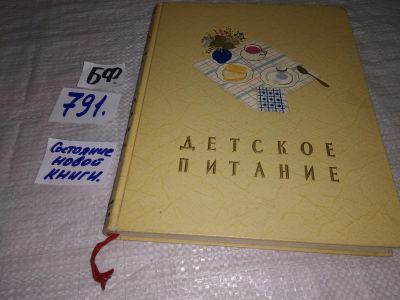 БФ.
791.
Состояние
новой
книги.
ДЕТСКОЕ
ПИТАНИЕ